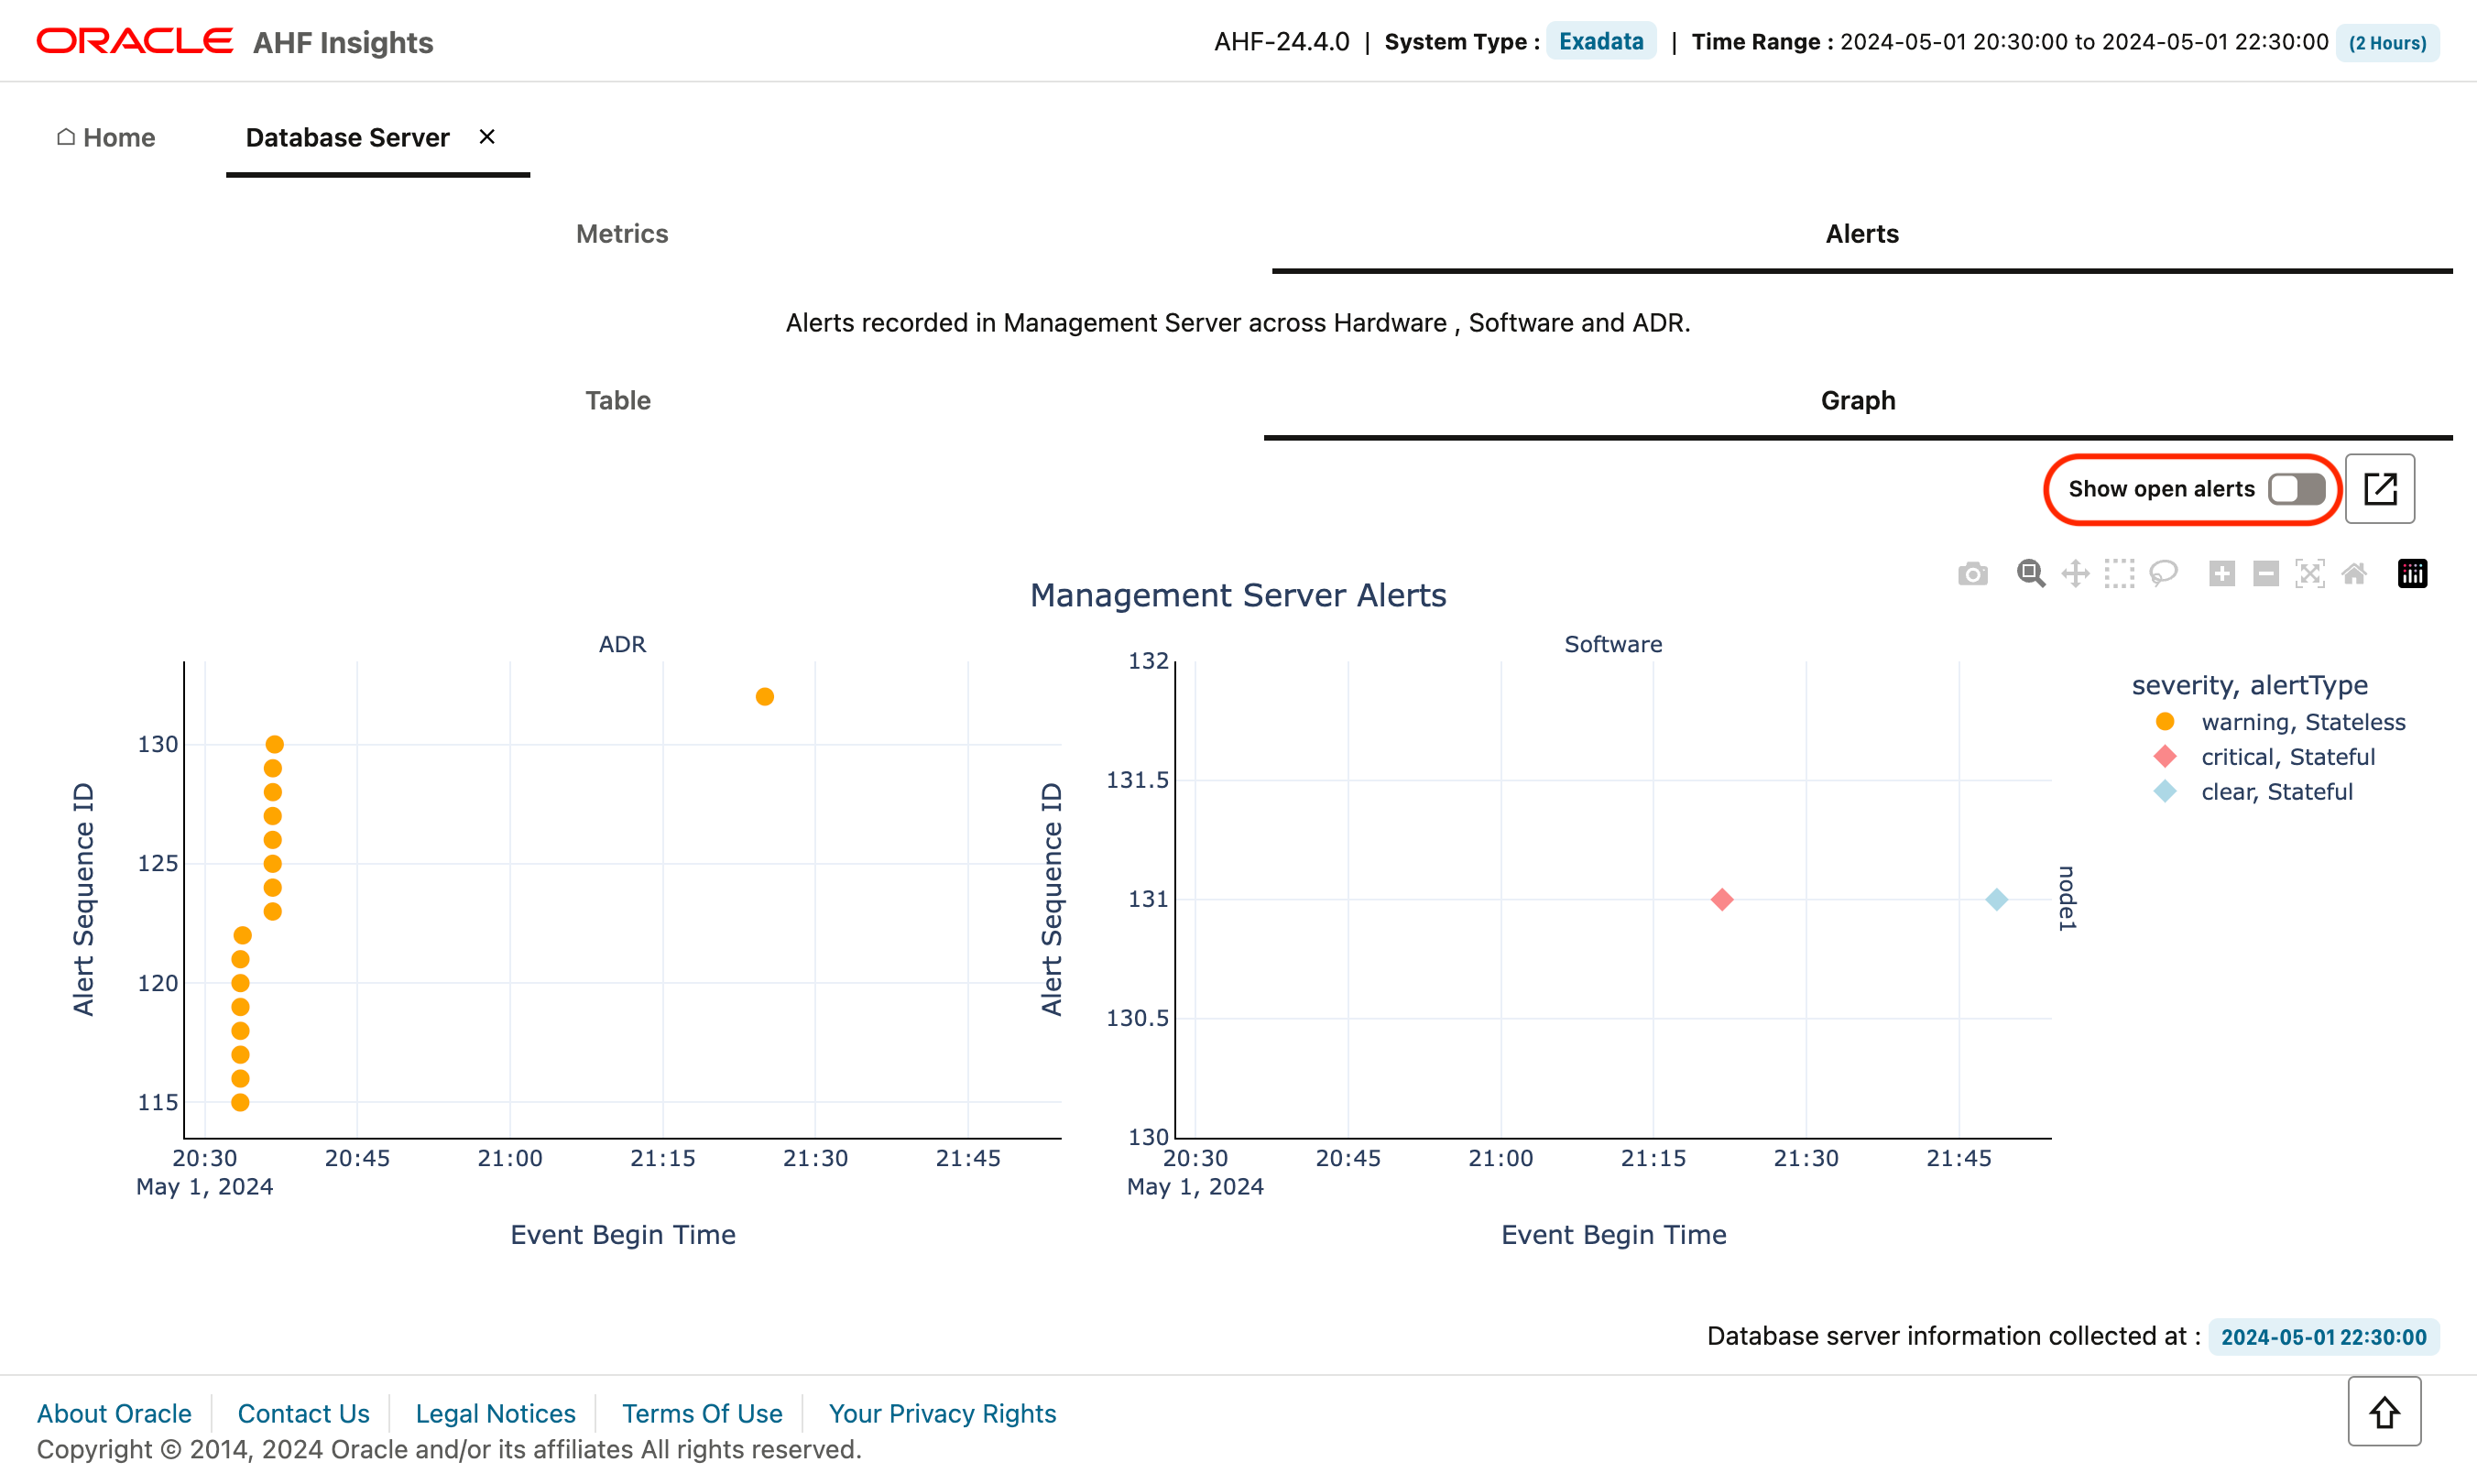 ORACLE AHF Insights
AHF-24.4.0 | System Type : Exadata | Time Range : 2024-05-01 20:30:00 to 2024-05-01 22:30:00 (2 Hours)
Home
Database Server ×
Metrics
Alerts
Alerts recorded in Management Server across Hardware , Software and ADR.
Table
Graph
Show open alerts
Management Server Alerts
ADR
Alert Sequence ID
130
125
120
115
20:30 20:45 21:00 21:15 21:30 21:45
May 1, 2024
Event Begin Time
Software
Alert Sequence ID
132
131.5
131
130.5
130
20:30 20:45 21:00 21:15 21:30 21:45
May 1, 2024
Event Begin Time
node1
severity, alertType
warning, Stateless
critical, Stateful
clear, Stateful
Database server information collected at : 2024-05-01 22:30:00
About Oracle | Contact Us | Legal Notices | Terms Of Use | Your Privacy Rights
Copyright © 2014, 2024 Oracle and/or its affiliates All rights reserved.